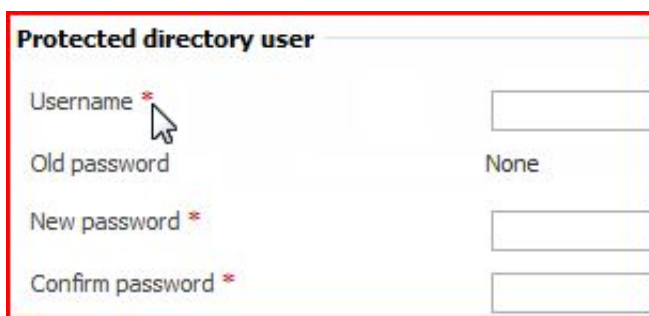 Protected directory user
Username *
Old password None
New password *
Confirm password *